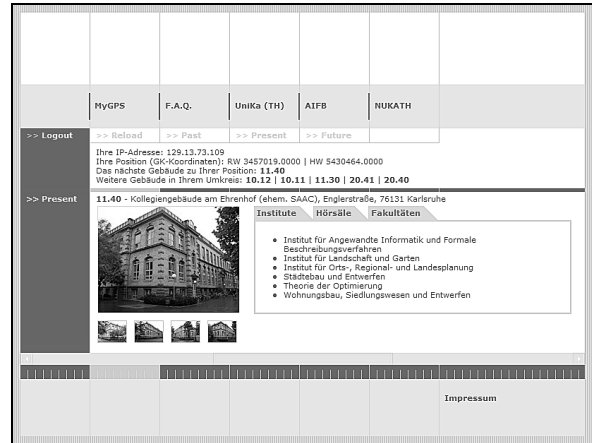 MyGPS F.A.Q. UniKa (TH) AIFB NUKATH
>> Logout >> Reload >> Past >> Present >> Future
Ihre IP-Adresse: 129.13.73.109
Ihre Position (GK-Koordinaten): RW 3457019.0000 | HW 5430464.0000
Das nächste Gebäude zu Ihrer Position: 11.40
Weitere Gebäude in Ihrem Umkreis: 10.12 | 10.11 | 11.30 | 20.41 | 20.40
>> Present 11.40 - Kollegiengebäude am Ehrenhof (ehem. SAAC), Englerstraße, 76131 Karlsruhe
Institute Hörsäle Fakultäten
Institut für Angewandte Informatik und Formale
Beschreibungsverfahren
Institut für Landschaft und Garten
Institut für Orts-, Regional- und Landesplanung
Städtebau und Entwerfen
Theorie der Optimierung
Wohnungsbau, Siedlungswesen und Entwerfen
Impressum